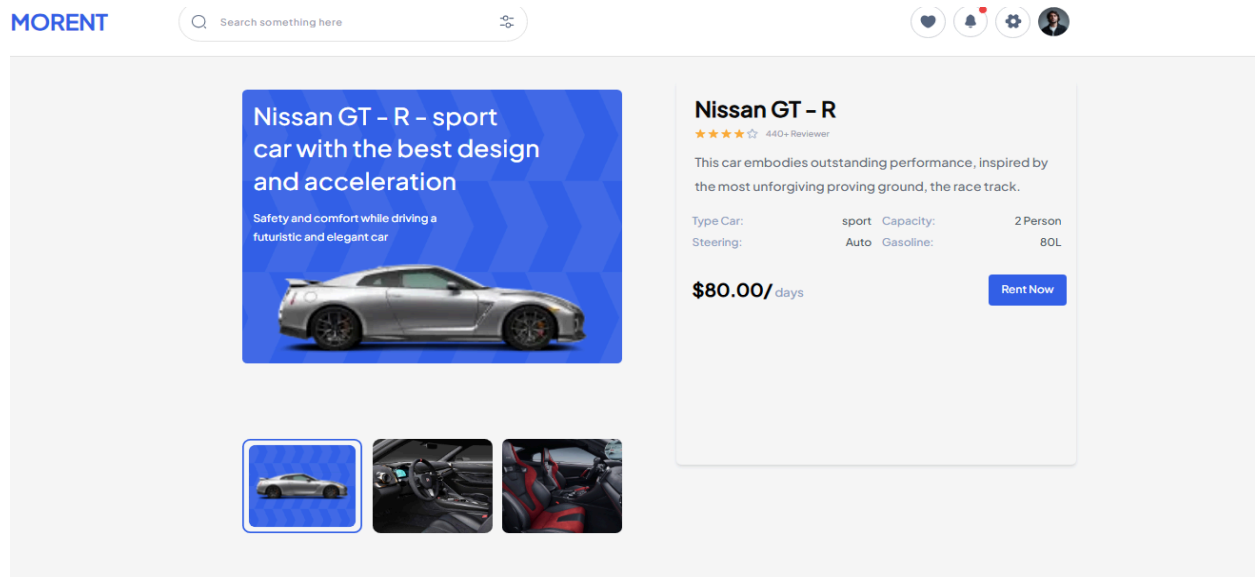 MORENT
Search something here
Nissan GT - R - sport
car with the best design
and acceleration
Safety and comfort while driving a
futuristic and elegant car
Nissan GT - R
440+ Reviewer
This car embodies outstanding performance, inspired by
the most unforgiving proving ground, the race track.
Type Car: sport Capacity: 2 Person
Steering: Auto Gasoline: 80L
$80.00/ days
Rent Now